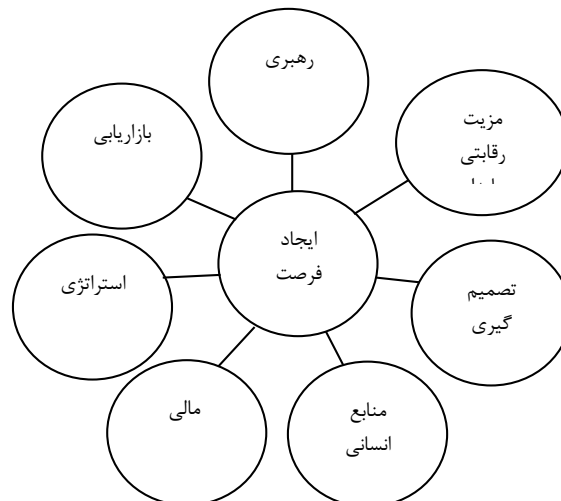 رهبری
مزیت
رقابتی
بازاریابی
ایجاد
فرصت
تصمیم
گیری
استراتژی
مالی
منابع
انسانی